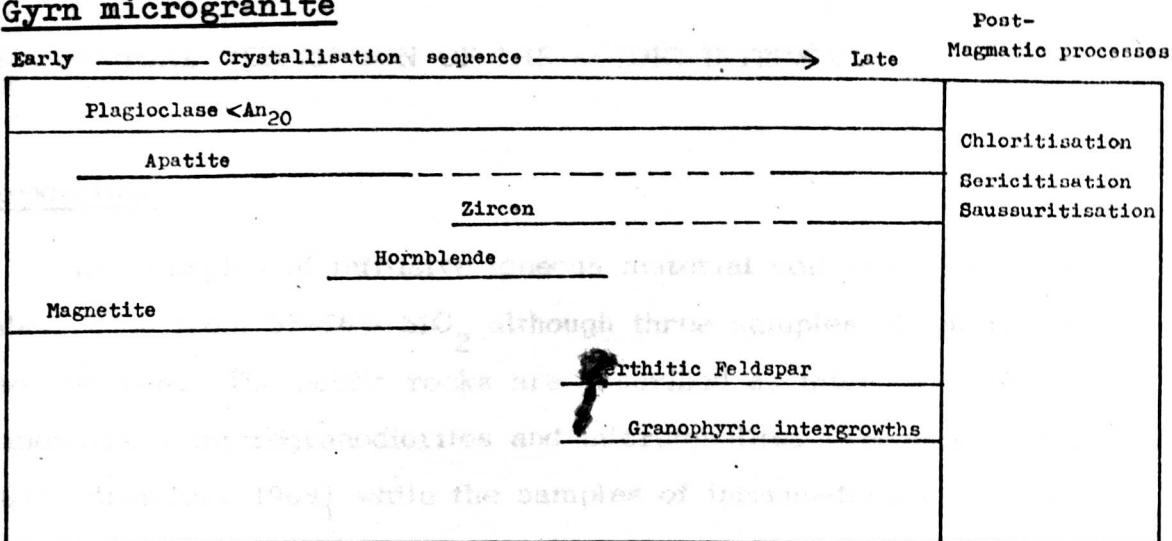 Gyrn microgranite
Post-
Magmatic processes
Early Crystallisation sequence Late
Plagioclase <An20
Apatite
Zircon
Hornblende
Magnetite
erthitic Feldspar
Granophyric intergrowths
Chloritisation
Sericitisation
Saussuritisation